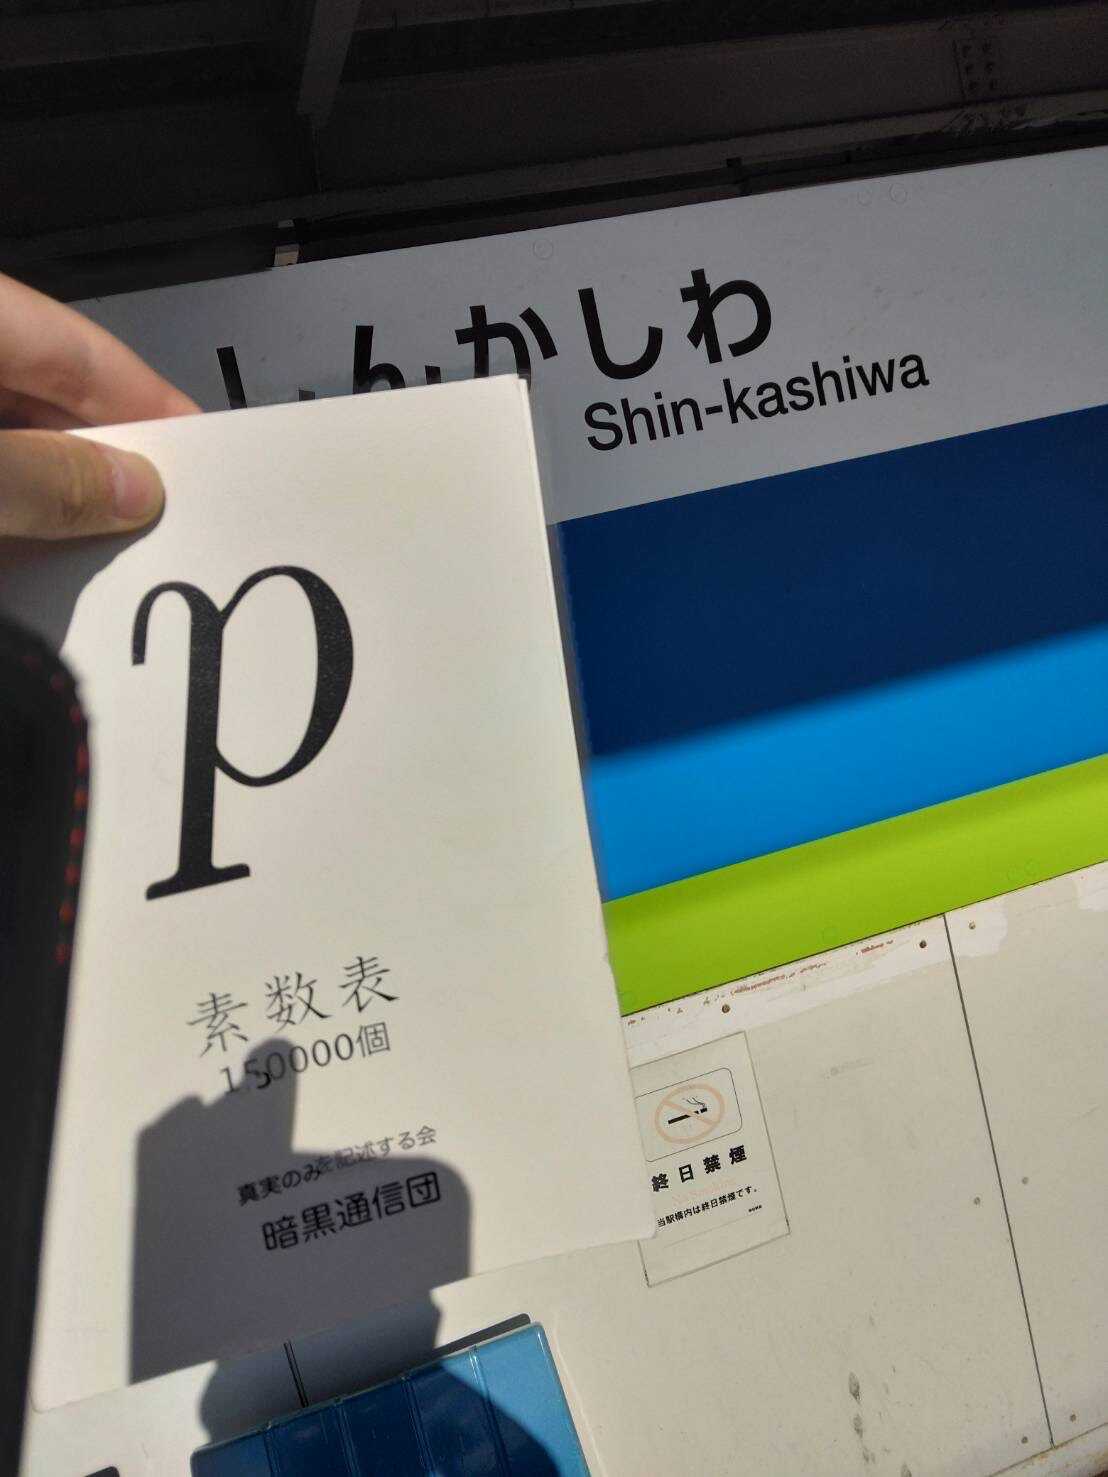 しんかしわ
Shin-kashiwa
p
素数表
150000個
真実のみを記述する会
暗黒通信団
終日禁煙
当駅構内は終日禁煙です。